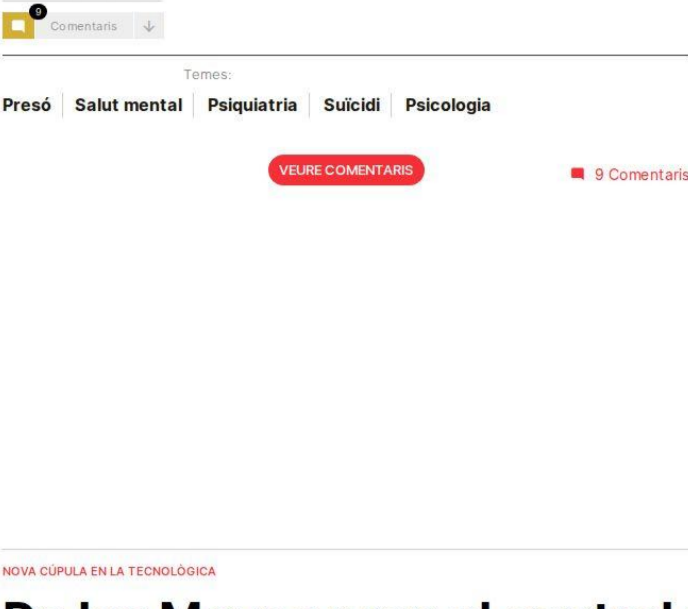 9
Comentaris
Temes:
Presó Salut mental Psiquiatria Suïcidi Psicologia
VEURE COMENTARIS
9 Comentaris
NOVA CÚPULA EN LA TECNOLÒGICA